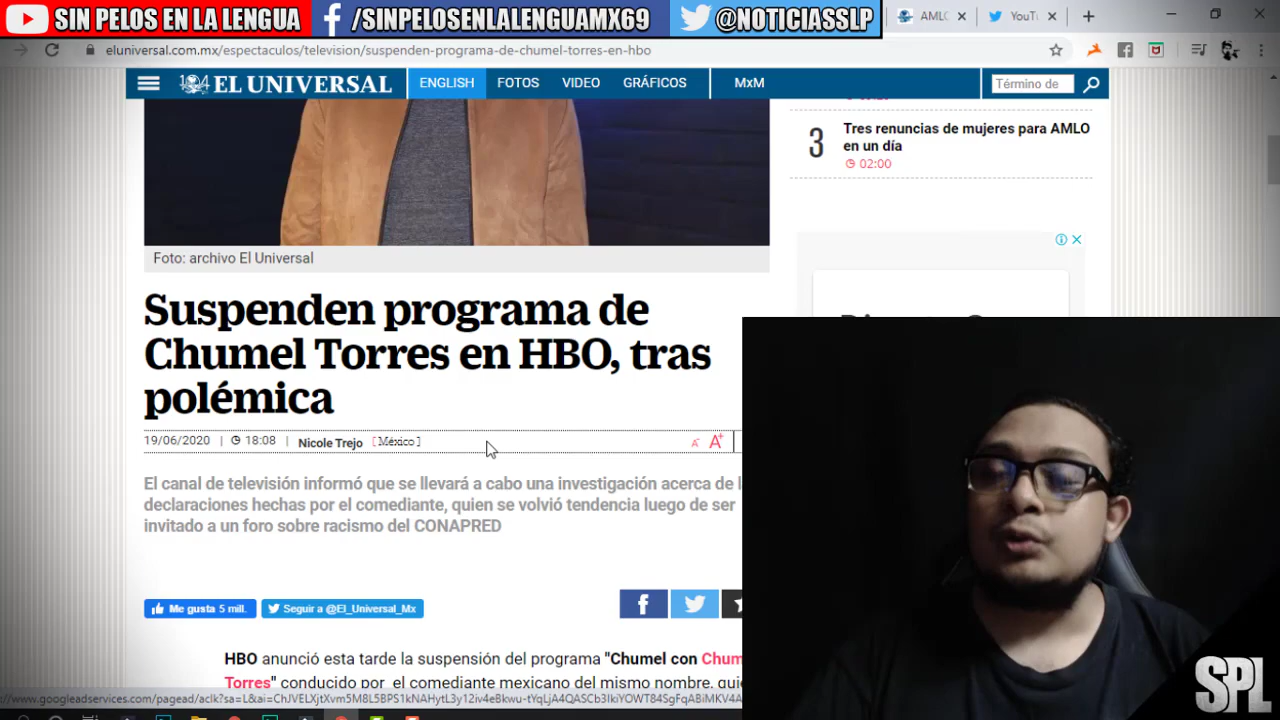 SIN PELOS EN LA LENGUA
/SINPELOSENLALENGUAMX69
@NOTICIASSLP
AMLO
YouTu
eluniversal.com.mx/espectaculos/television/suspenden-programa-de-chumel-torres-en-hbo
EL UNIVERSAL
ENGLISH
FOTOS
VIDEO
GRÁFICOS
MxM
Término de
3
Tres renuncias de mujeres para AMLO
en un día
02:00
Foto: archivo El Universal
Suspenden programa de
Chumel Torres en HBO, tras
polémica
19/06/2020 | 18:08 | Nicole Trejo [México]
A- A+
El canal de televisión informó que se llevará a cabo una investigación acerca de
declaraciones hechas por el comediante, quien se volvió tendencia luego de ser
invitado a un foro sobre racismo del CONAPRED
Me gusta 5 mil.
Seguir a @El_Universal_Mx
HBO anunció esta tarde la suspensión del programa "Chumel con Chum
Torres" conducido por el comediante mexicano del mismo nombre, quie
SPL